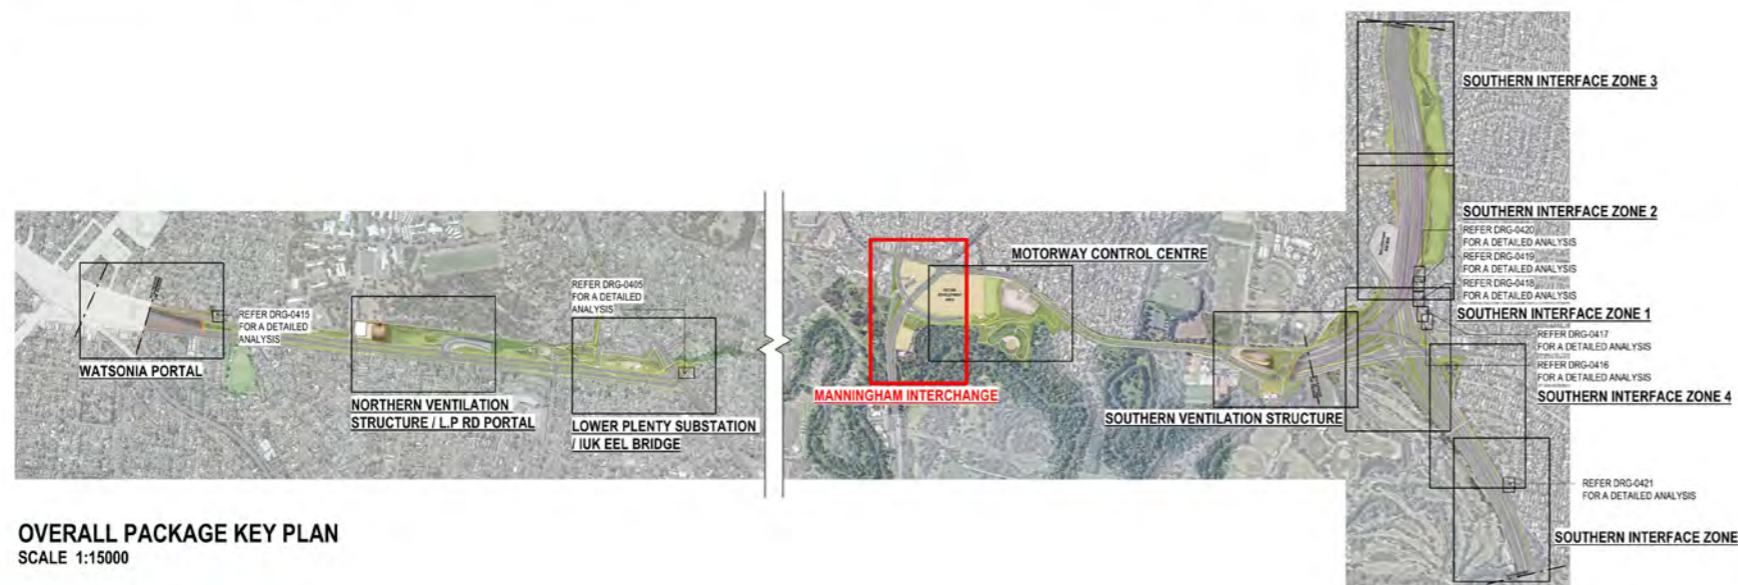 SOUTHERN INTERFACE ZONE 3
SOUTHERN INTERFACE ZONE 2
REFER DRG-0420
FOR A DETAILED ANALYSIS
REFER DRG-0419
FOR A DETAILED ANALYSIS
REFER DRG-0418
FOR A DETAILED ANALYSIS
SOUTHERN INTERFACE ZONE 1
REFER DRG-0417
FOR A DETAILED ANALYSIS
REFER DRG-0416
FOR A DETAILED ANALYSIS
SOUTHERN INTERFACE ZONE 4
MOTORWAY CONTROL CENTRE
REFER DRG-0405
FOR A DETAILED
ANALYSIS
REFER DRG-0415
FOR A DETAILED
ANALYSIS
WATSONIA PORTAL
NORTHERN VENTILATION
STRUCTURE / L.P RD PORTAL
LOWER PLENTY SUBSTATION
/ IUK EEL BRIDGE
MANNINGHAM INTERCHANGE
SOUTHERN VENTILATION STRUCTURE
REFER DRG-0421
FOR A DETAILED ANALYSIS
SOUTHERN INTERFACE ZONE
OVERALL PACKAGE KEY PLAN
SCALE 1:15000